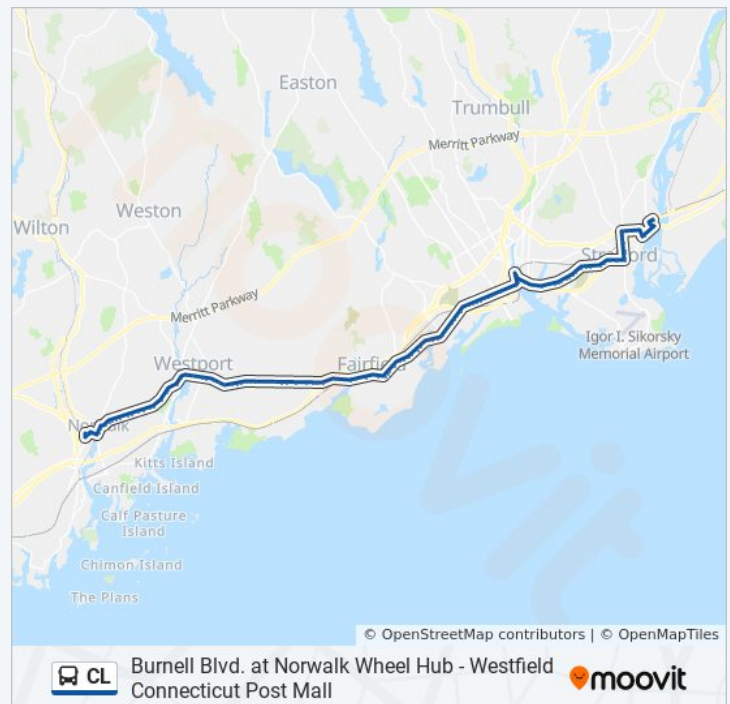 Easton
Trumbull
Merritt Parkway
Weston
Wilton
Stratford
Merritt Parkway
Igor I. Sikorsky
Memorial Airport
Westport
Fairfield
Norwalk
Kitts Island
Canfield Island
Calf Pasture
Island
Chimon Island
The Plans
© OpenStreetMap contributors | © OpenMapTiles
CL
Burnell Blvd. at Norwalk Wheel Hub - Westfield
Connecticut Post Mall
moovit